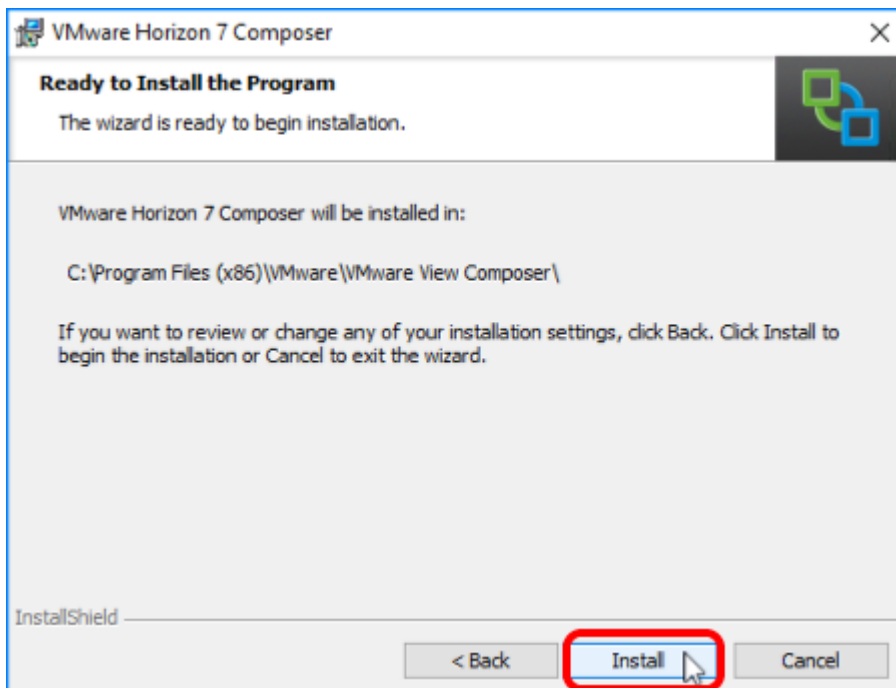 VMware Horizon 7 Composer
Ready to Install the Program
The wizard is ready to begin installation.
VMware Horizon 7 Composer will be installed in:
C:\Program Files (x86)\VMware\VMware View Composer\
If you want to review or change any of your installation settings, click Back. Click Install to
begin the installation or Cancel to exit the wizard.
InstallShield
< Back
Install
Cancel